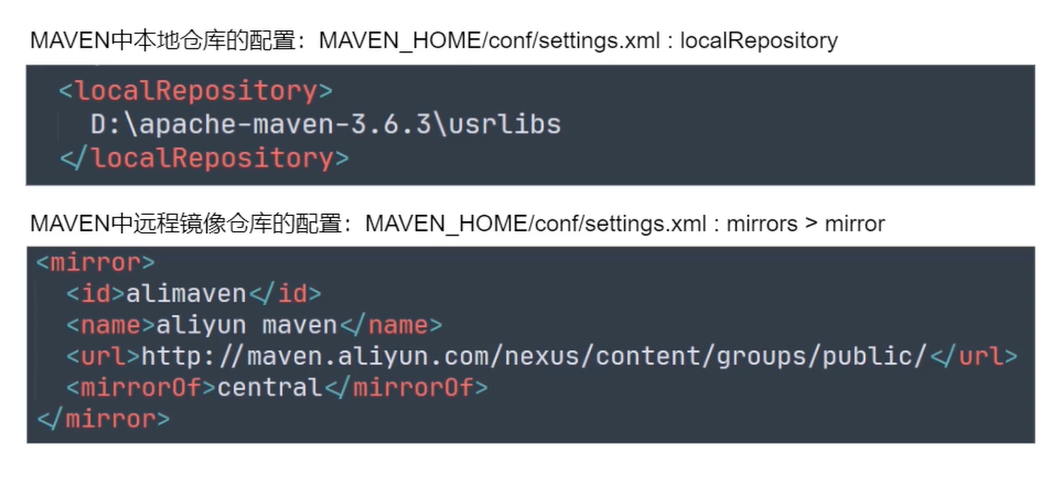 MAVEN中本地仓库的配置：MAVEN_HOME/conf/settings.xml : localRepository
<localRepository>
D:\apache-maven-3.6.3\usrlibs
</localRepository>
MAVEN中远程镜像仓库的配置：MAVEN_HOME/conf/settings.xml : mirrors > mirror
<mirror>
<id>alimaven</id>
<name>aliyun maven</name>
<url>http://maven.aliyun.com/nexus/content/groups/public/</url>
<mirrorOf>central</mirrorOf>
</mirror>